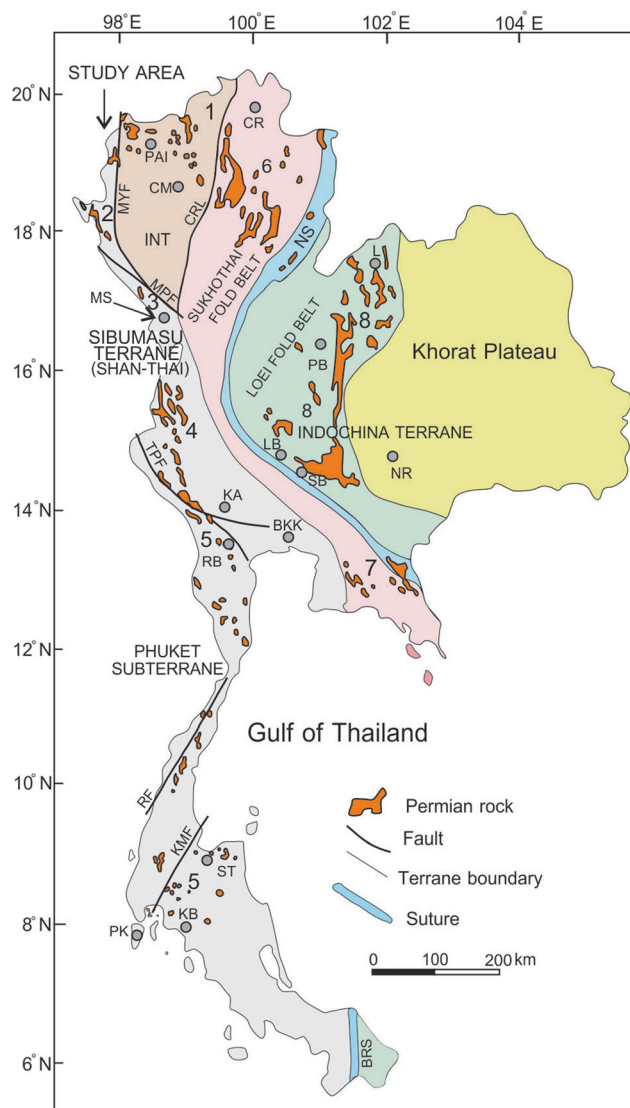 98°E
100°E
102°E
104°E
20°N
18°N
16°N
14°N
12°N
10°N
8°N
6°N
STUDY AREA
1
CR
PAI
6
MYF
CM
CRL
2
INT
SUKHOTHAI
FOLD BELT
NS
L
MPF
3
MS
SIBUMASU
TERRANE
(SHAN-THAI)
LOEI FOLD BELT
8
PB
Khorat Plateau
8
4
INDOCHINA TERRANE
LB
NR
TPF
SB
KA
BKK
5
RB
7
PHUKET
SUBTERRANE
Gulf of Thailand
RF
KMF
ST
5
KB
PK
BRS
Permian rock
Fault
Terrane boundary
Suture
0 100 200 km